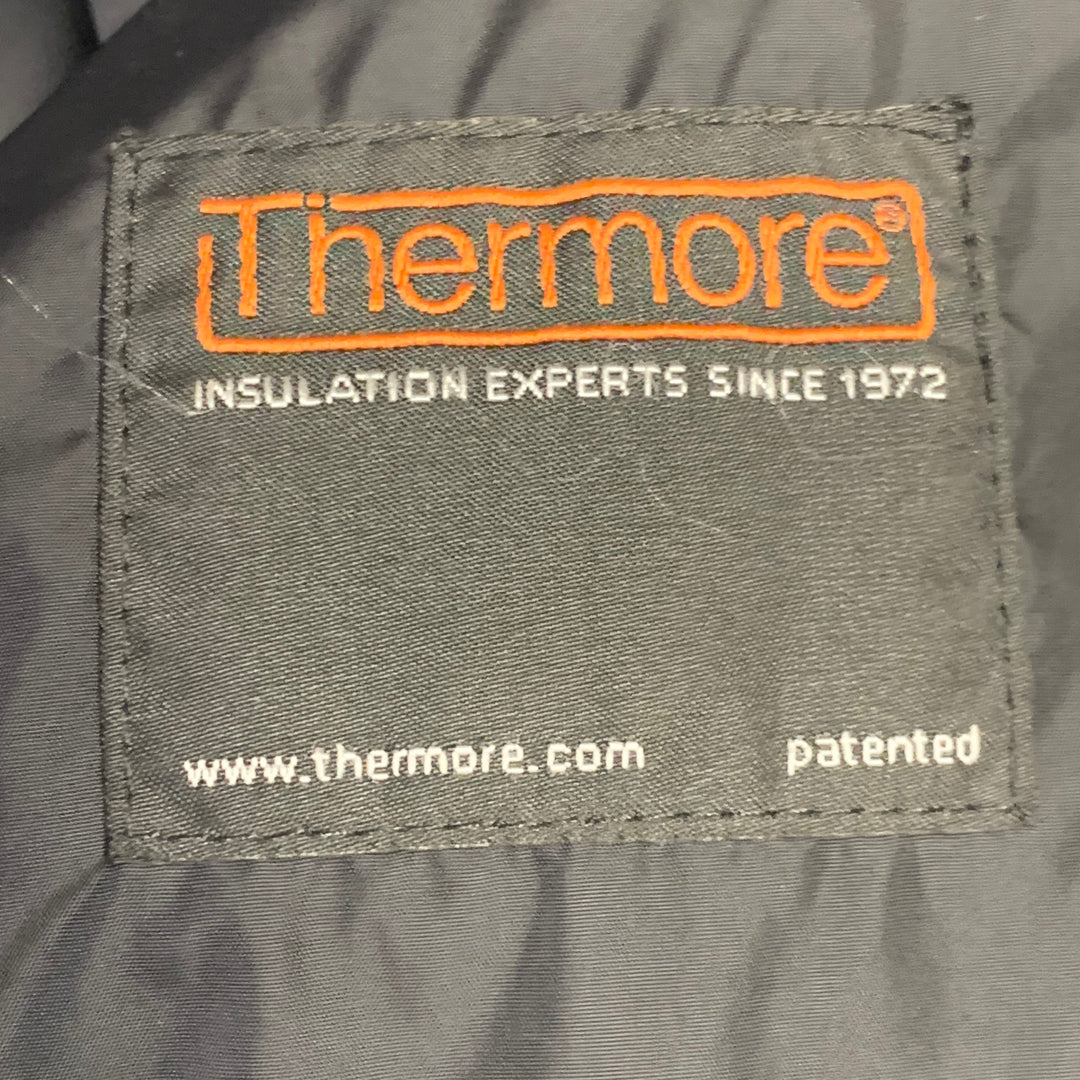 Thermore®
INSULATION EXPERTS SINCE 1972
www.thermore.com patented